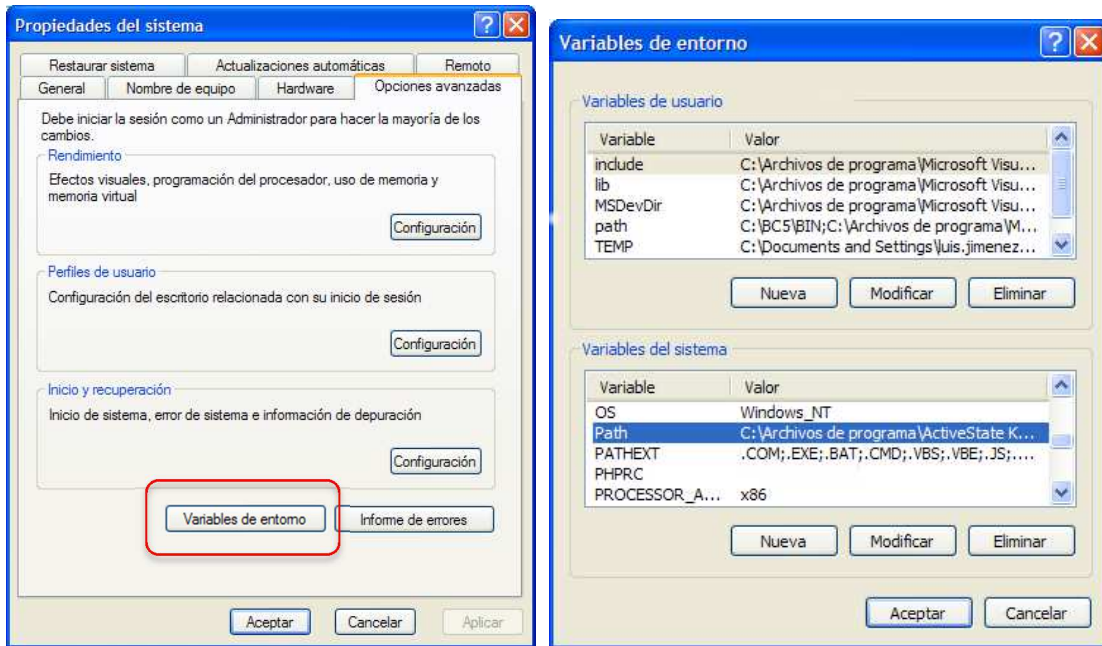 Propiedades del sistema
Restaurar sistema Actualizaciones automáticas Remoto
General Nombre de equipo Hardware Opciones avanzadas
Debe iniciar la sesión como un Administrador para hacer la mayoría de los
cambios.
Rendimiento
Efectos visuales, programación del procesador, uso de memoria y
memoria virtual
Configuración
Perfiles de usuario
Configuración del escritorio relacionada con su inicio de sesión
Configuración
Inicio y recuperación
Inicio de sistema, error de sistema e información de depuración
Configuración
Variables de entorno Informe de errores
Aceptar Cancelar Aplicar
Variables de entorno
Variables de usuario
Variable Valor
include C:\Archivos de programa\Microsoft Visu...
lib C:\Archivos de programa\Microsoft Visu...
MSDevDir C:\Archivos de programa\Microsoft Visu...
path C:\BC5\BIN;C:\Archivos de programa\M...
TEMP C:\Documents and Settings\luis.jimenez...
Nueva Modificar Eliminar
Variables del sistema
Variable Valor
OS Windows_NT
Path C:\Archivos de programa\ActiveState K...
PATHEXT .COM;.EXE;.BAT;.CMD;.VBS;.VBE;.JS;....
PHPRC
PROCESSOR_A... x86
Nueva Modificar Eliminar
Aceptar Cancelar